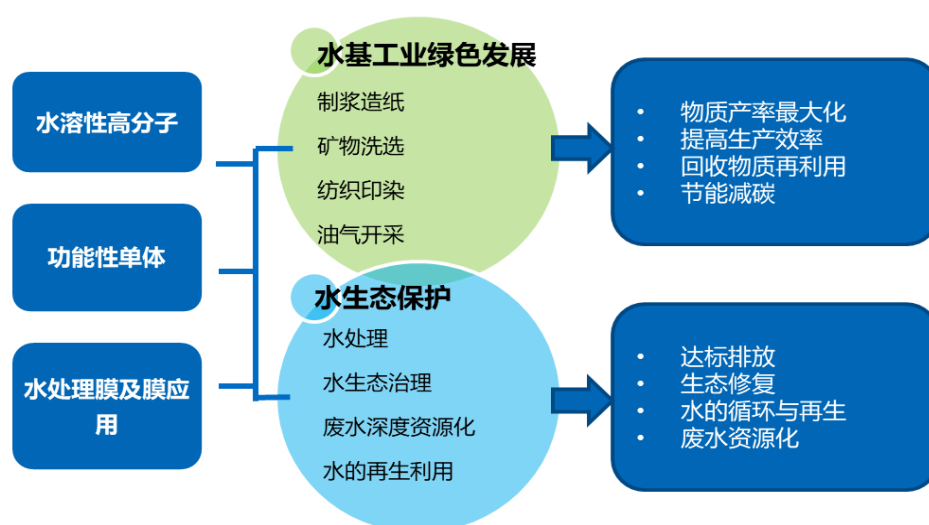 水溶性高分子
功能性单体
水处理膜及膜应
用
水基工业绿色发展
制浆造纸
矿物洗选
纺织印染
油气开采
水生态保护
水处理
水生态治理
废水深度资源化
水的再生利用
• 物质产率最大化
• 提高生产效率
• 回收物质再利用
• 节能减碳
• 达标排放
• 生态修复
• 水的循环与再生
• 废水资源化